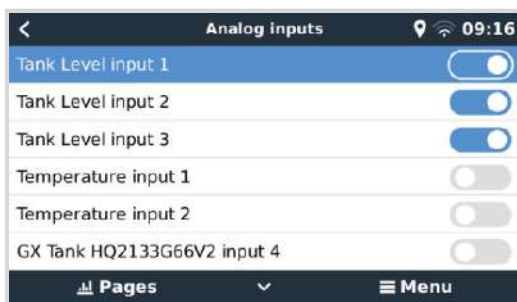 Analog inputs 09:16
Tank Level input 1
Tank Level input 2
Tank Level input 3
Temperature input 1
Temperature input 2
GX Tank HQ2133G66V2 input 4
Pages Menu